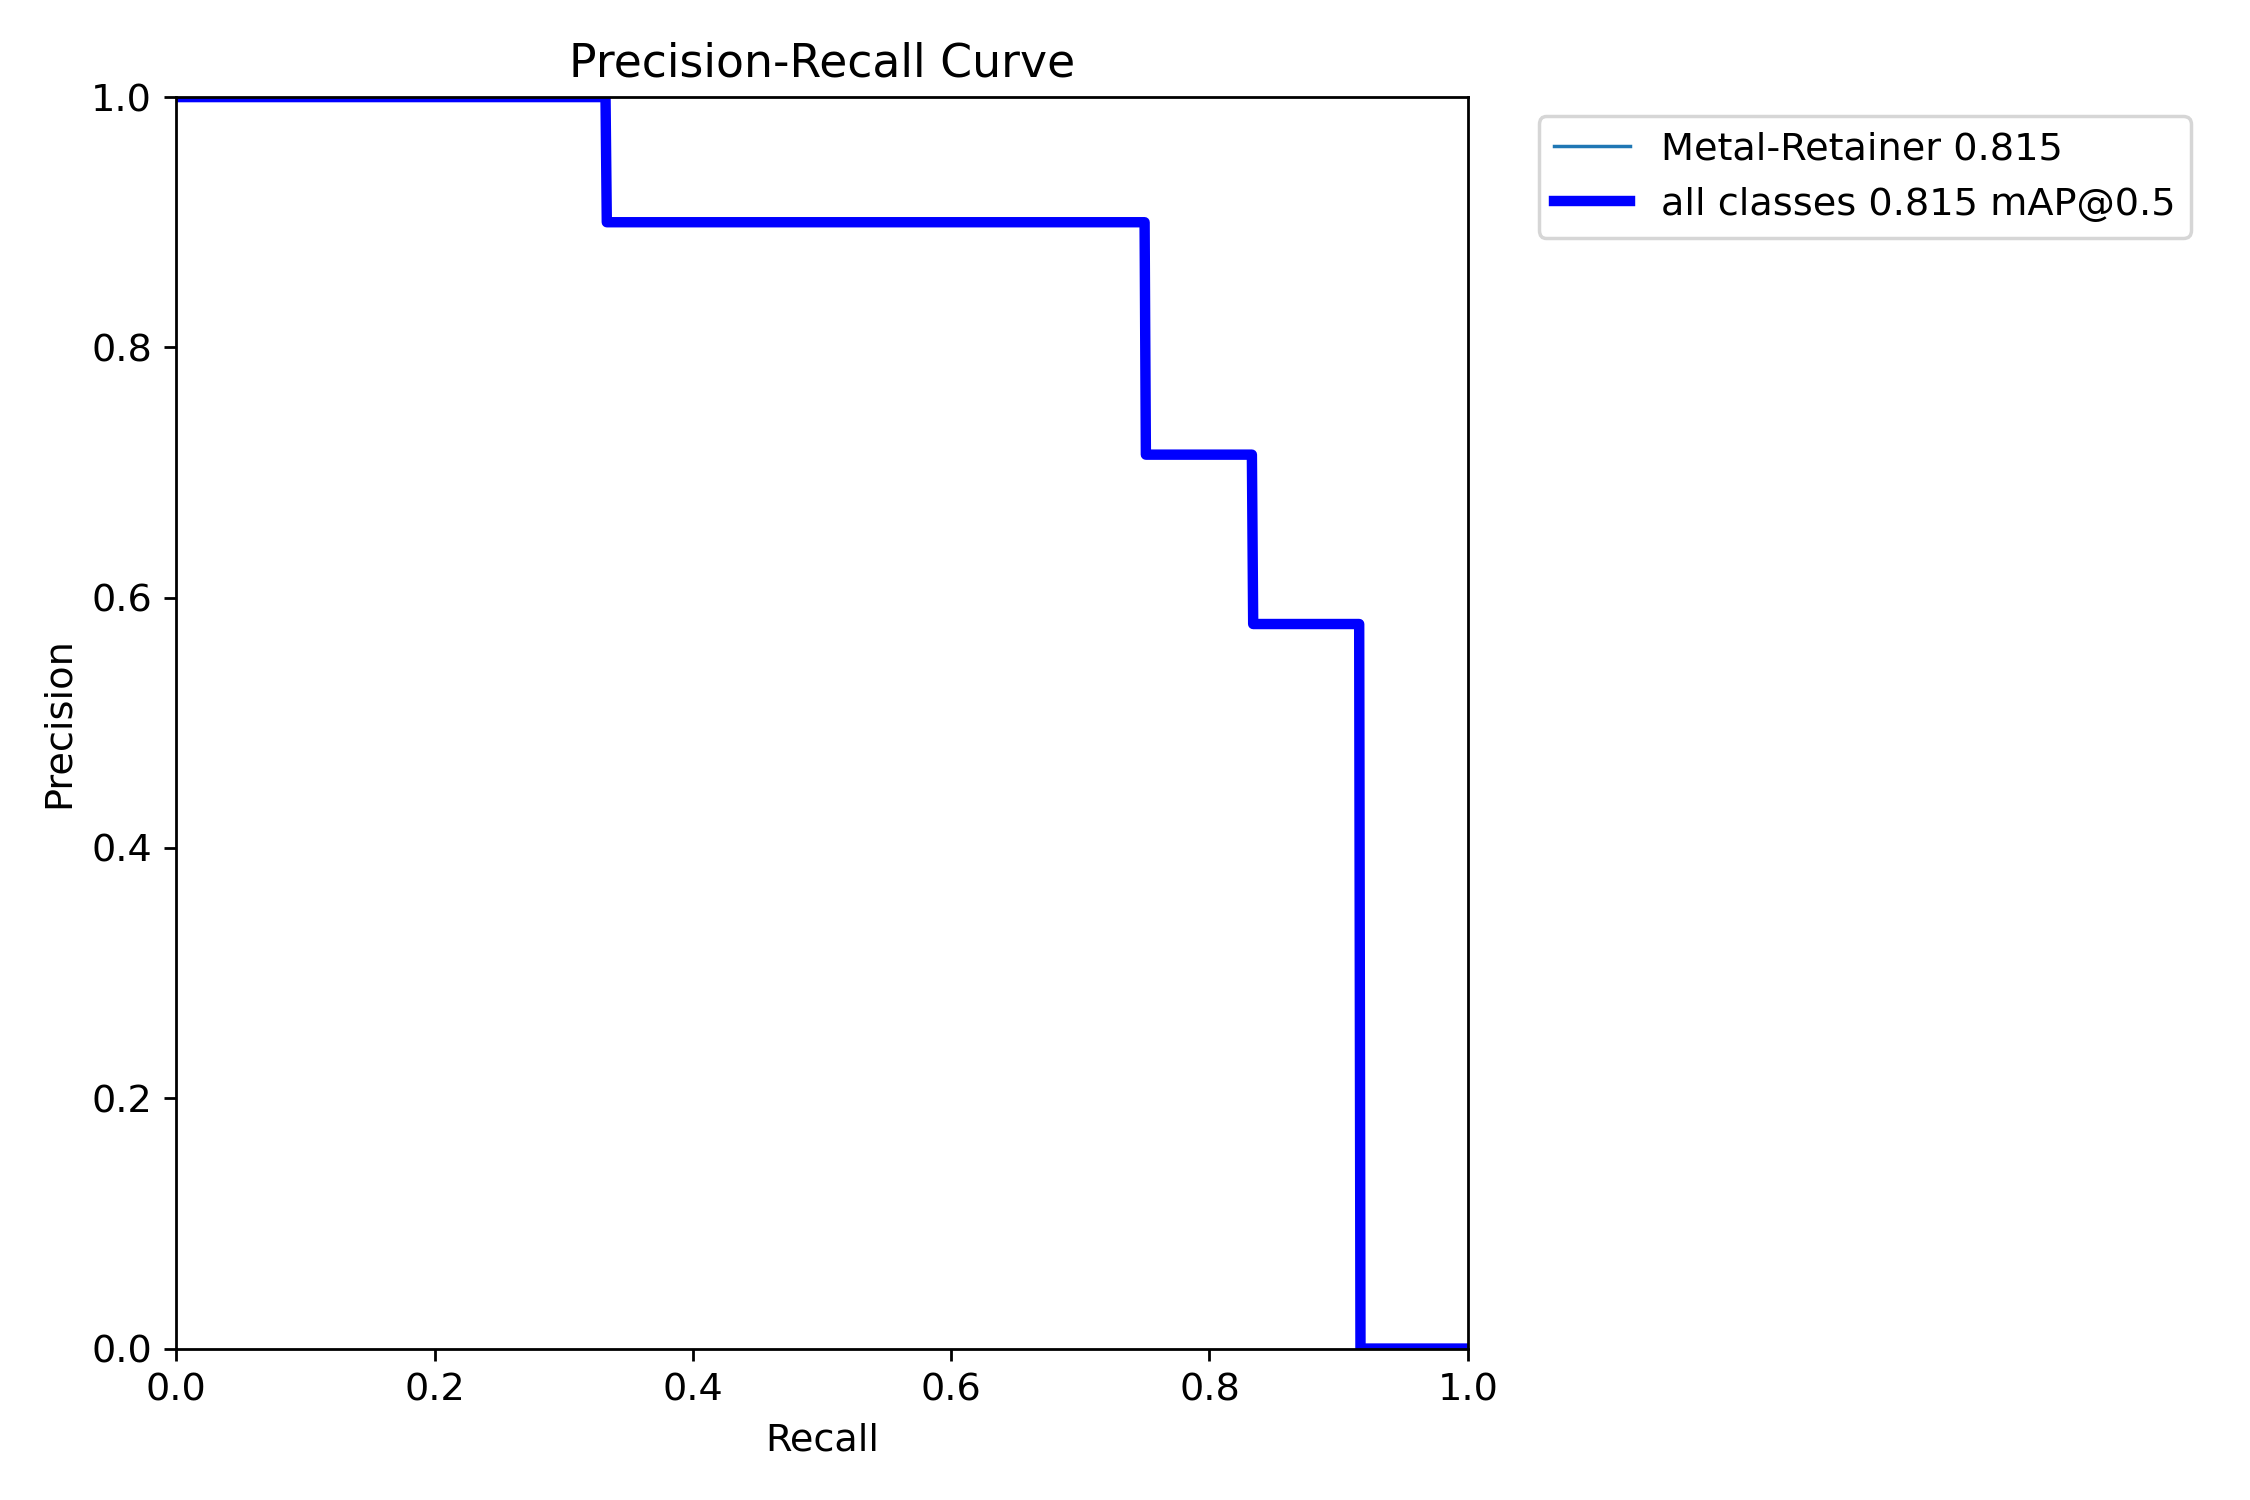 Precision-Recall Curve
Metal-Retainer 0.815
all classes 0.815 mAP@0.5
1.0
0.8
0.6
0.4
0.2
0.0
Precision
0.0 0.2 0.4 0.6 0.8 1.0
Recall